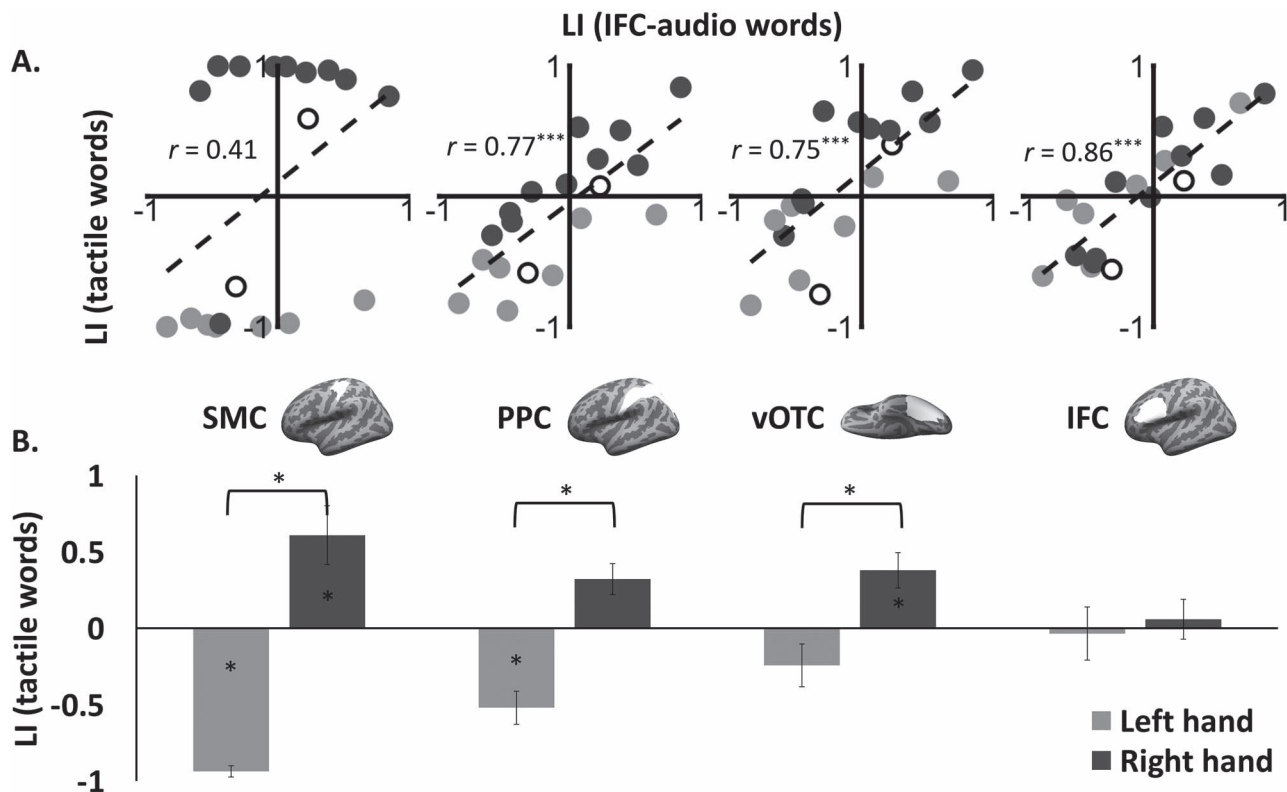 LI (IFC-audio words)
A.
LI (tactile words)
1
-1
1
-1
r = 0.41
1
-1
1
-1
r = 0.77***
1
-1
1
-1
r = 0.75***
1
-1
1
-1
r = 0.86***
SMC
PPC
vOTC
IFC
B.
LI (tactile words)
1
0.5
0
-0.5
-1
*
*
*
*
*
*
*
Left hand
Right hand